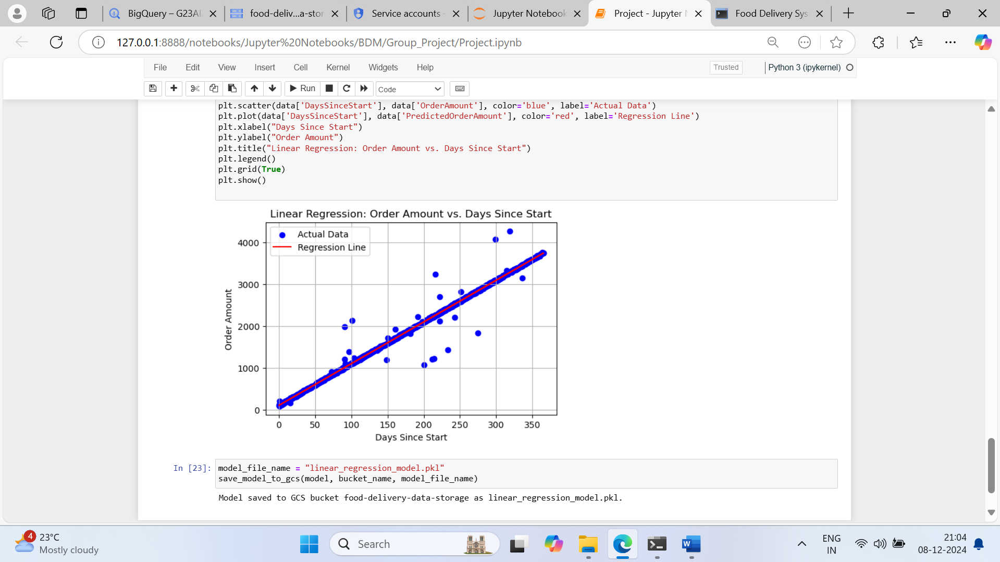 BigQuery – G23AI
food-deliv...a-stor
Service accounts -
Jupyter Notebook
Project - Jupyter N
Food Delivery Sys
127.0.0.1:8888/notebooks/Jupyter%20Notebooks/BDM/Group_Project/Project.ipynb
File Edit View Insert Cell Kernel Widgets Help Trusted Python 3 (ipykernel)
Run Code
plt.scatter(data['DaysSinceStart'], data['OrderAmount'], color='blue', label='Actual Data')
plt.plot(data['DaysSinceStart'], data['PredictedOrderAmount'], color='red', label='Regression Line')
plt.xlabel("Days Since Start")
plt.ylabel("Order Amount")
plt.title("Linear Regression: Order Amount vs. Days Since Start")
plt.legend()
plt.grid(True)
plt.show()
Linear Regression: Order Amount vs. Days Since Start
Actual Data
Regression Line
4000
3000
2000
1000
0
Order Amount
0 50 100 150 200 250 300 350
Days Since Start
In [23]: model_file_name = "linear_regression_model.pkl"
save_model_to_gcs(model, bucket_name, model_file_name)
Model saved to GCS bucket food-delivery-data-storage as linear_regression_model.pkl.
4
23°C
Mostly cloudy
Search
W
ENG
IN
21:04
08-12-2024